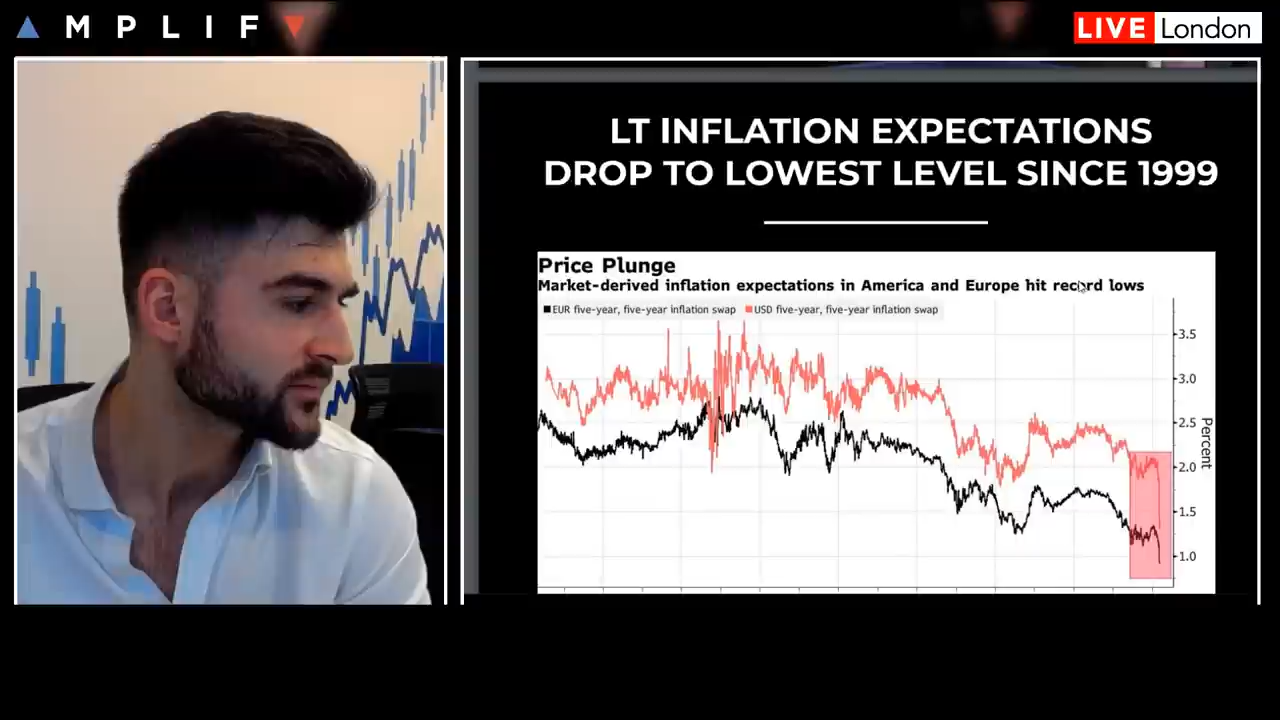 AMPLIFY
LIVE London
LT INFLATION EXPECTATIONS
DROP TO LOWEST LEVEL SINCE 1999
Price Plunge
Market-derived inflation expectations in America and Europe hit record lows
EUR five-year, five-year inflation swap USD five-year, five-year inflation swap
3.5
3.0
2.5
2.0
1.5
1.0
Percent